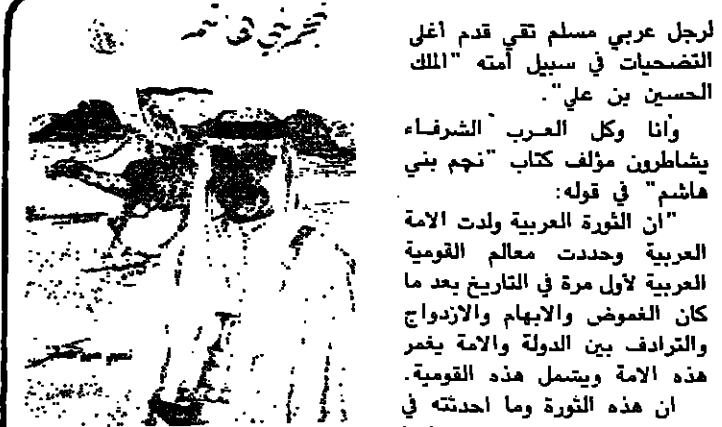 لرجل عربي مسلم تقي قدم أغلى
التضحيات في سبيل أمته "الملك
الحسين بن علي".
وأنا وكل العرب الشرفاء
يشاطرون مؤلف كتاب "نجم بني
هاشم" في قوله:
"ان الثورة العربية ولدت الامة
العربية وحددت معالم القومية
العربية لأول مرة في التاريخ بعد ما
كان الغموض والابهام والازدواج
والترادف بين الدولة والامة يغمر
هذه الامة ويشمل هذه القومية.
ان هذه الثورة وما احدثته في